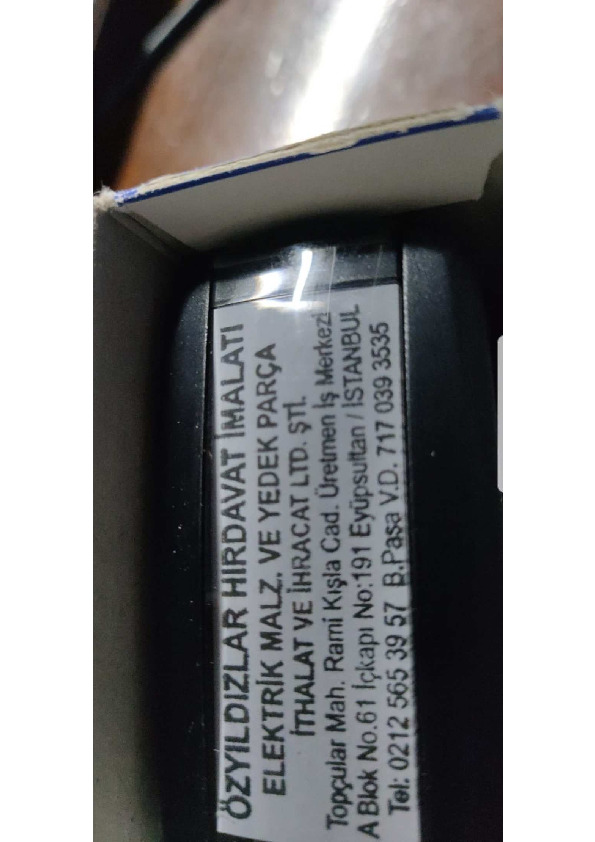 ÖZYILDIZLAR HIRDAVAT İMALATI
ELEKTRİK MALZ. VE YEDEK PARÇA
İTHALAT VE İHRACAT LTD. ŞTİ.
Topçular Mah. Rami Kışla Cad. Üretmen İş Merkezi
A Blok No.61 İçkapı No:191 Eyüpsultan / İSTANBUL
Tel: 0212 565 39 57 B.Paşa V.D. 717 039 3535